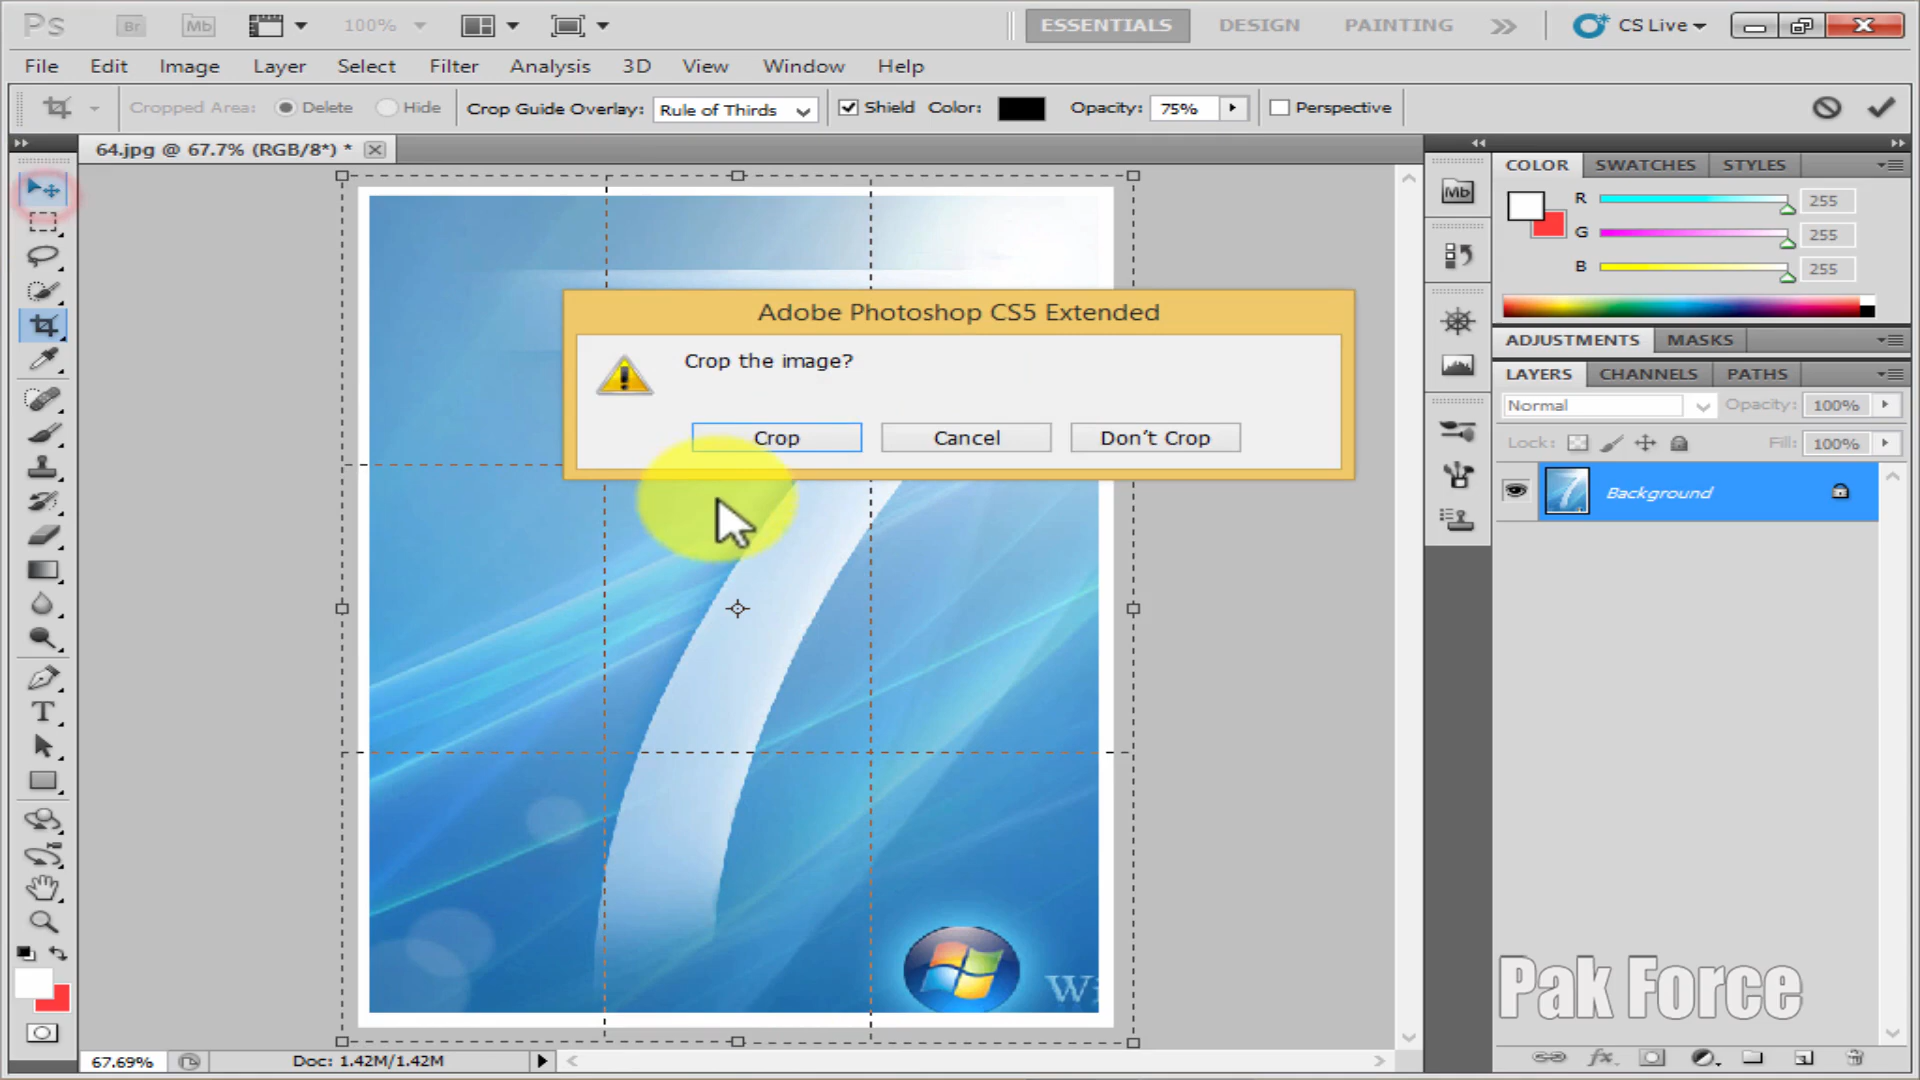 Ps Br Mb 100% ESSENTIALS DESIGN PAINTING CS Live
File Edit Image Layer Select Filter Analysis 3D View Window Help
Cropped Area: Delete Hide Crop Guide Overlay: Rule of Thirds Shield Color: Opacity: 75% Perspective
64.jpg @ 67.7% (RGB/8*) *
COLOR SWATCHES STYLES
Mb
R 255
G 255
B 255
Adobe Photoshop CS5 Extended
Crop the image?
Crop Cancel Don't Crop
ADJUSTMENTS MASKS
LAYERS CHANNELS PATHS
Normal Opacity: 100%
Lock: Fill: 100%
Background
7
T
Wi
Pak Force
67.69% Doc: 1.42M/1.42M
fx